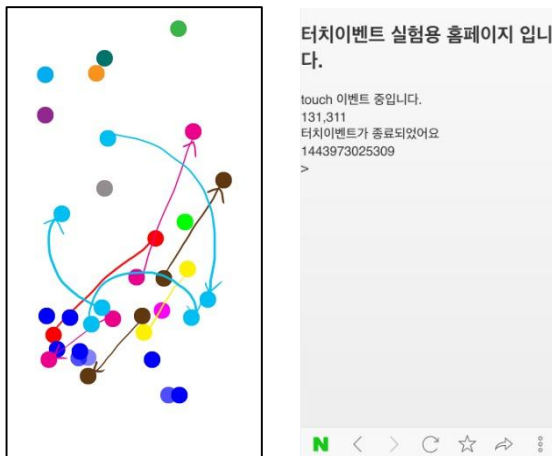 터치이벤트 실험용 홈페이지 입니
다.
touch 이벤트 중입니다.
131,311
터치이벤트가 종료되었어요
1443973025309
>
N